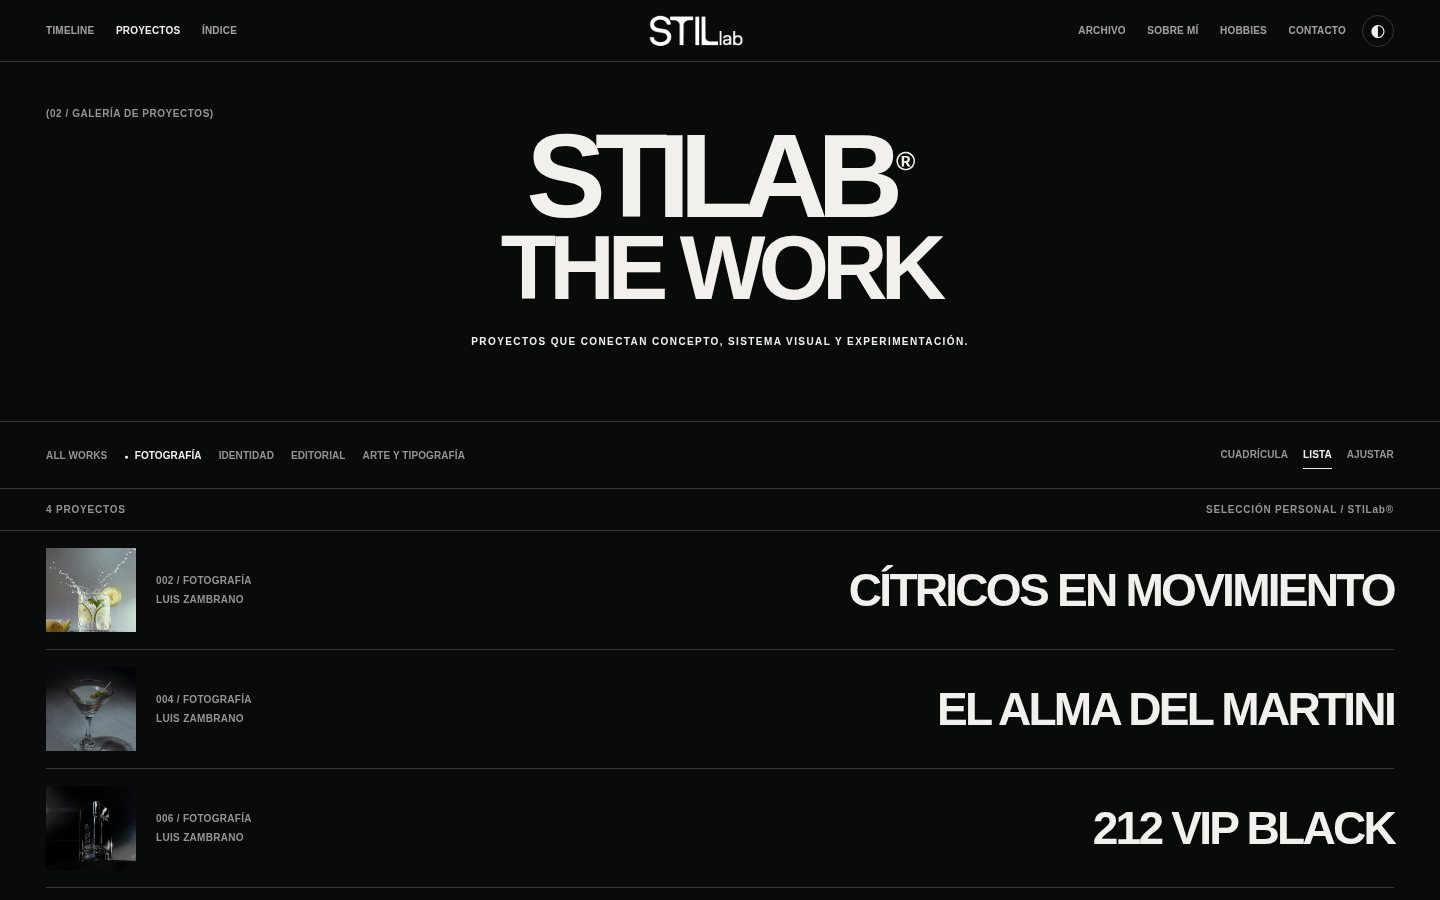 TIMELINE PROYECTOS ÍNDICE
STILlab
ARCHIVO SOBRE MÍ HOBBIES CONTACTO
(02 / GALERÍA DE PROYECTOS)
STILAB®
THE WORK
PROYECTOS QUE CONECTAN CONCEPTO, SISTEMA VISUAL Y EXPERIMENTACIÓN.
ALL WORKS • FOTOGRAFÍA IDENTIDAD EDITORIAL ARTE Y TIPOGRAFÍA
CUADRÍCULA LISTA AJUSTAR
4 PROYECTOS
SELECCIÓN PERSONAL / STILab®
002 / FOTOGRAFÍA
LUIS ZAMBRANO
CÍTRICOS EN MOVIMIENTO
004 / FOTOGRAFÍA
LUIS ZAMBRANO
EL ALMA DEL MARTINI
006 / FOTOGRAFÍA
LUIS ZAMBRANO
212 VIP BLACK